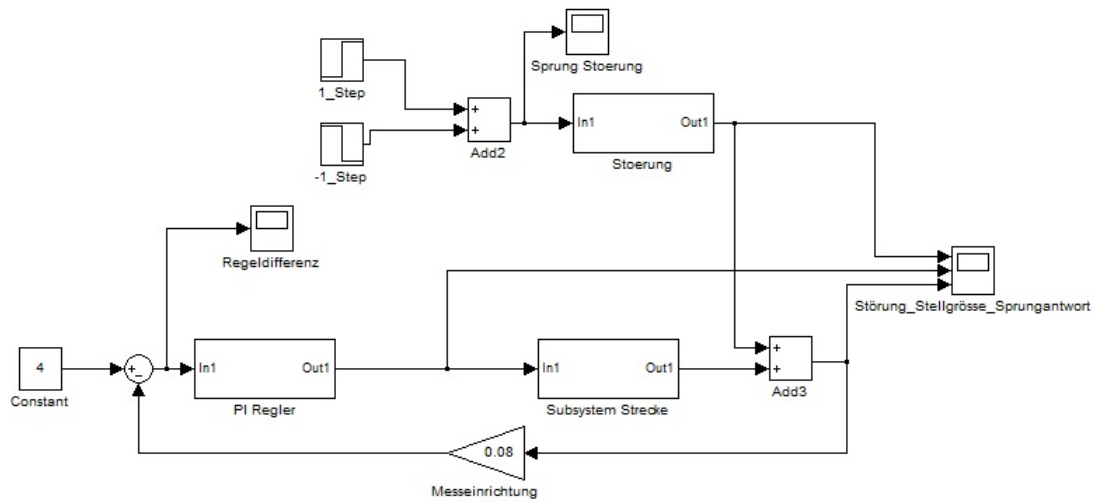 Sprung Stoerung
1_Step
+
+
Add2
In1
Out1
Stoerung
-1_Step
Regeldifferenz
Störung_Stellgrösse_Sprungantwort
4
Constant
+
−
In1
Out1
PI Regler
In1
Out1
Subsystem Strecke
+
+
Add3
0.08
Messeinrichtung